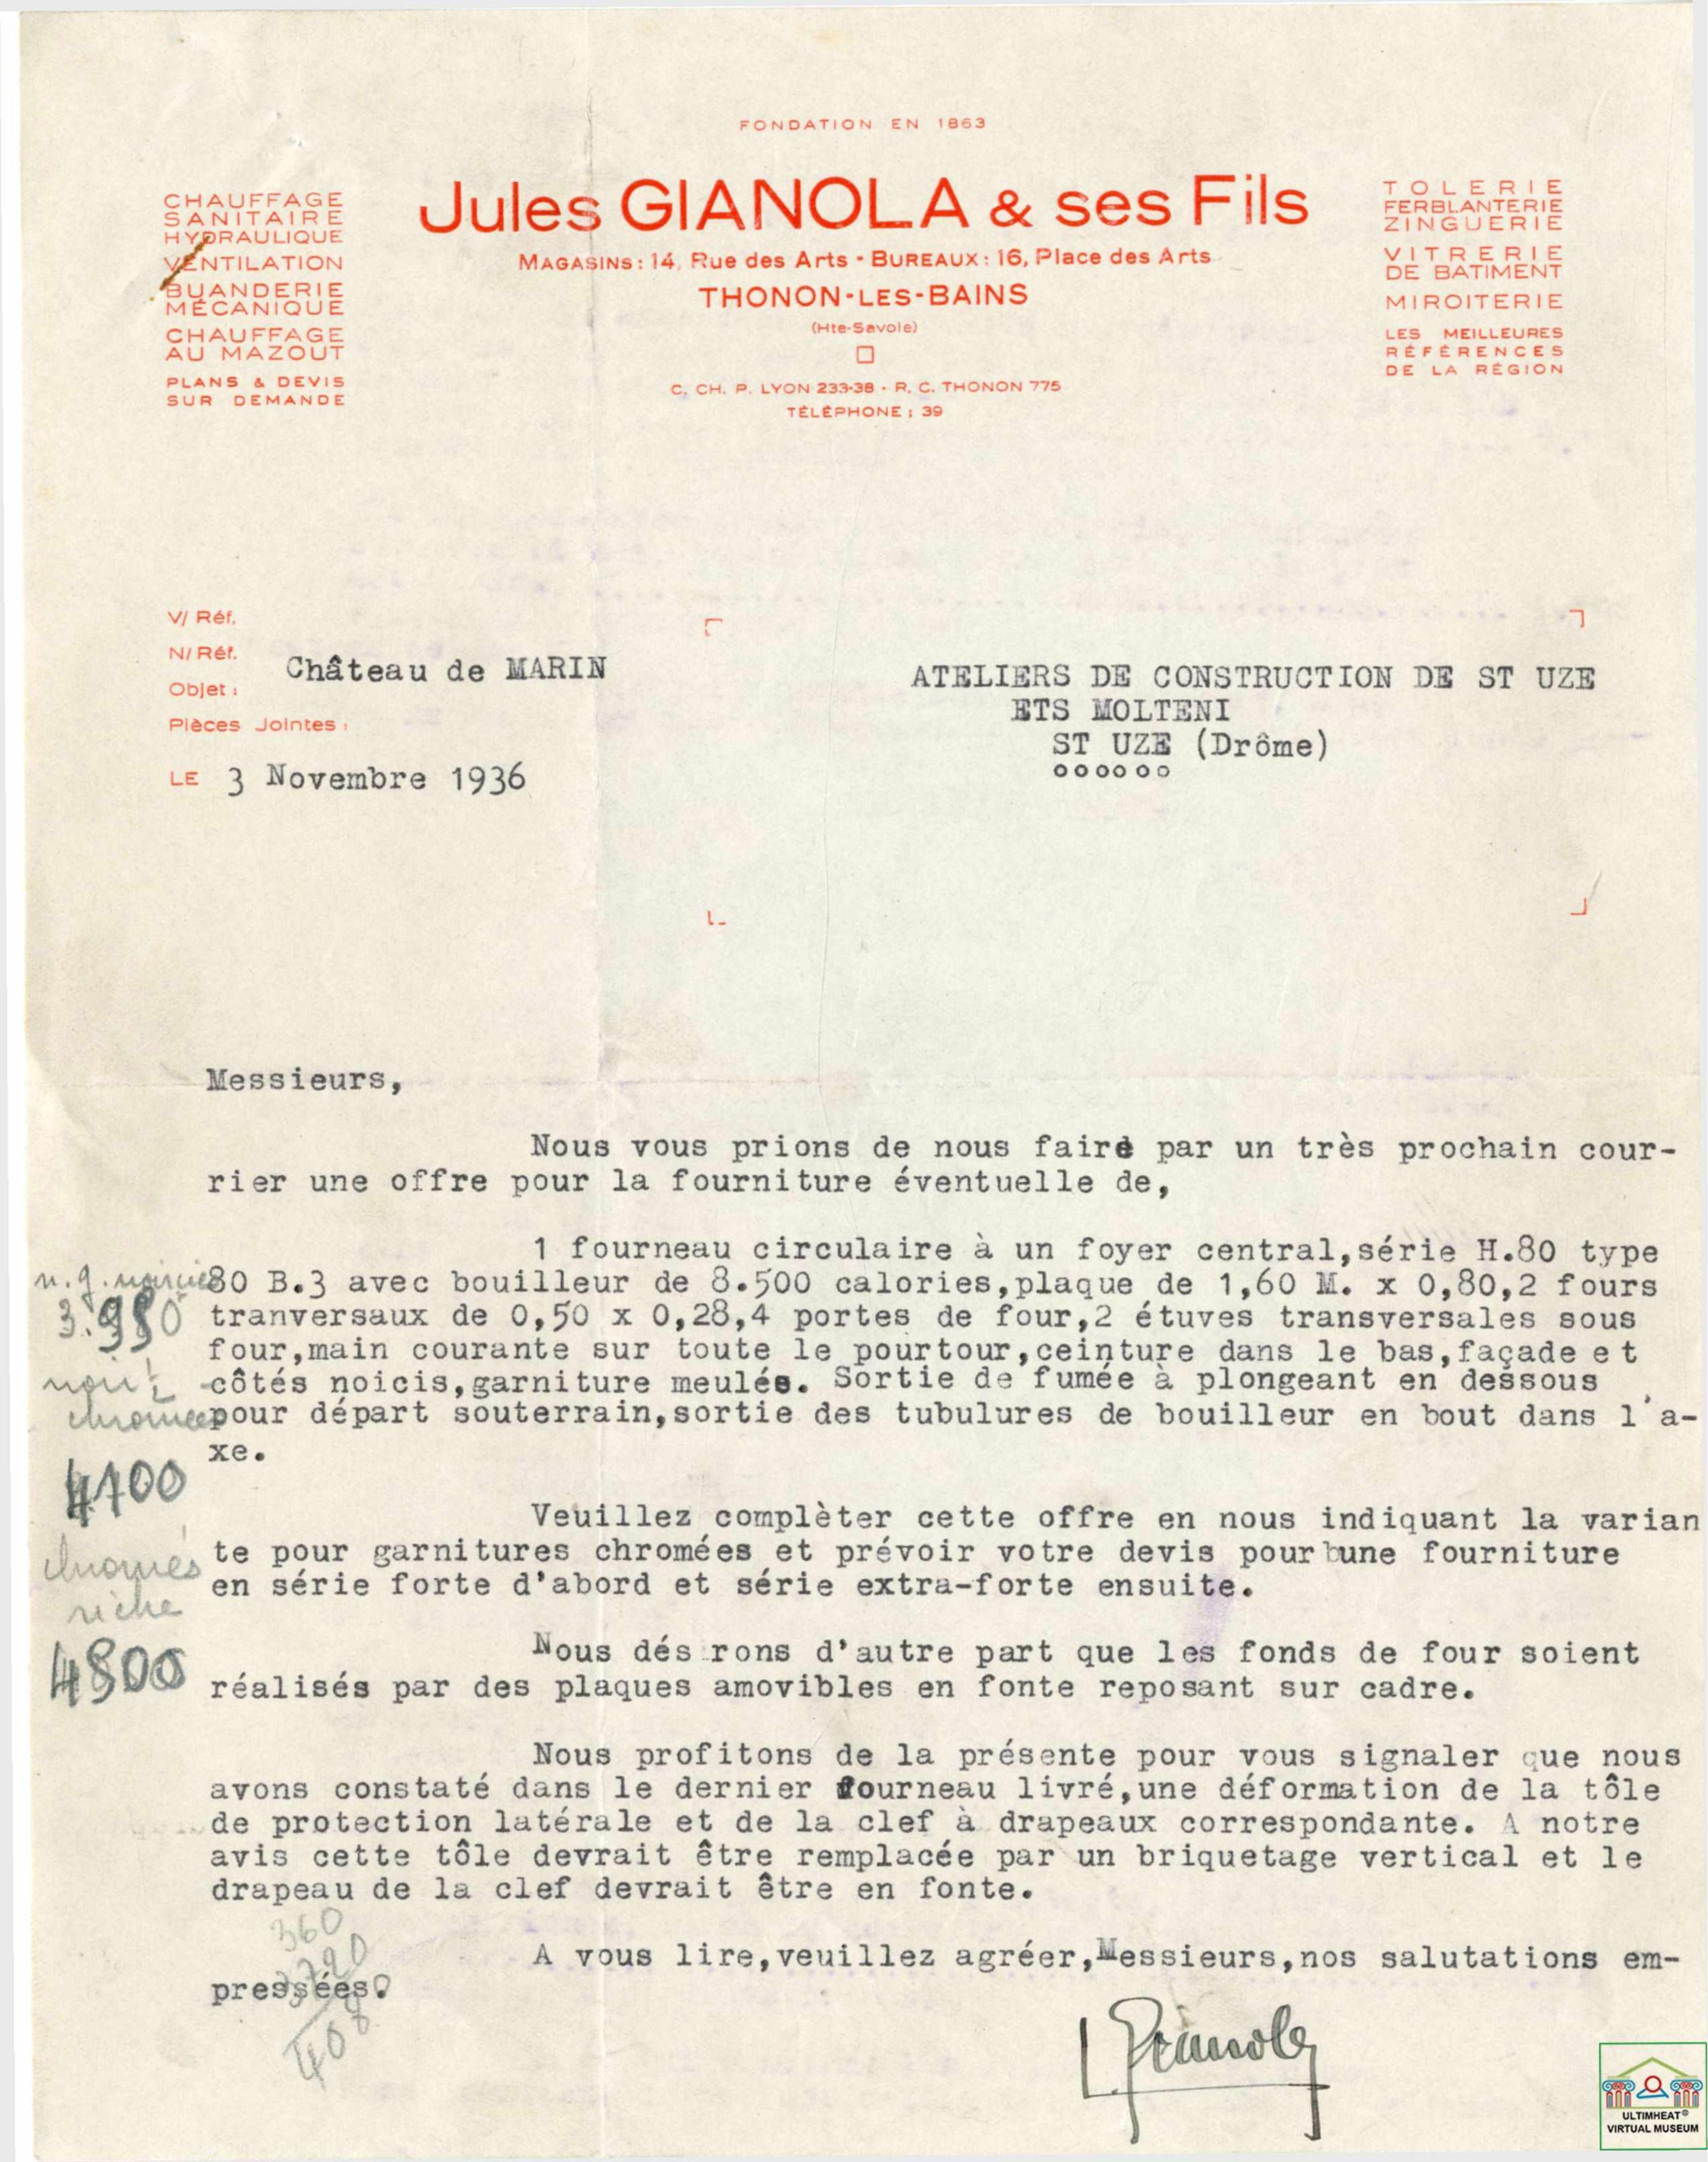 FONDATION EN 1863
Jules GIANOLA & ses Fils
MAGASINS : 14, Rue des Arts - BUREAUX : 16, Place des Arts
THONON-LES-BAINS
(Hte-Savoie)
C. CH. P. LYON 233-38 - R. C. THONON 775
TÉLÉPHONE : 39
CHAUFFAGE
SANITAIRE
HYDRAULIQUE
VENTILATION
BUANDERIE
MÉCANIQUE
CHAUFFAGE
AU MAZOUT
PLANS & DEVIS
SUR DEMANDE
TOLERIE
FERBLANTERIE
ZINGUERIE
VITRERIE
DE BATIMENT
MIROITERIE
LES MEILLEURES
RÉFÉRENCES
DE LA RÉGION
V/ Réf.
N/ Réf.
Château de MARIN
Objet :
Pièces Jointes :
LE 3 Novembre 1936
ATELIERS DE CONSTRUCTION DE ST UZE
ETS MOLTENI
ST UZE (Drôme)
oooooo
Messieurs,
Nous vous prions de nous faire par un très prochain cour-
rier une offre pour la fourniture éventuelle de,
1 fourneau circulaire à un foyer central,série H.80 type
80 B.3 avec bouilleur de 8.500 calories,plaque de 1,60 M. x 0,80,2 fours
tranversaux de 0,50 x 0,28,4 portes de four,2 étuves transversales sous
four,main courante sur toute le pourtour,ceinture dans le bas,façade et
côtés noicis,garniture meulés. Sortie de fumée à plongeant en dessous
pour départ souterrain,sortie des tubulures de bouilleur en bout dans l'a-
xe.
Veuillez complèter cette offre en nous indiquant la varian
te pour garnitures chromées et prévoir votre devis pour une fourniture
en série forte d'abord et série extra-forte ensuite.
Nous dés rons d'autre part que les fonds de four soient
réalisés par des plaques amovibles en fonte reposant sur cadre.
Nous profitons de la présente pour vous signaler que nous
avons constaté dans le dernier fourneau livré,une déformation de la tôle
de protection latérale et de la clef à drapeaux correspondante. A notre
avis cette tôle devrait être remplacée par un briquetage vertical et le
drapeau de la clef devrait être en fonte.
A vous lire,veuillez agréer,Messieurs,nos salutations em-
pressées.
4100
chromés
riche
4800
360
Gianola
ULTIMHEAT®
VIRTUAL MUSEUM